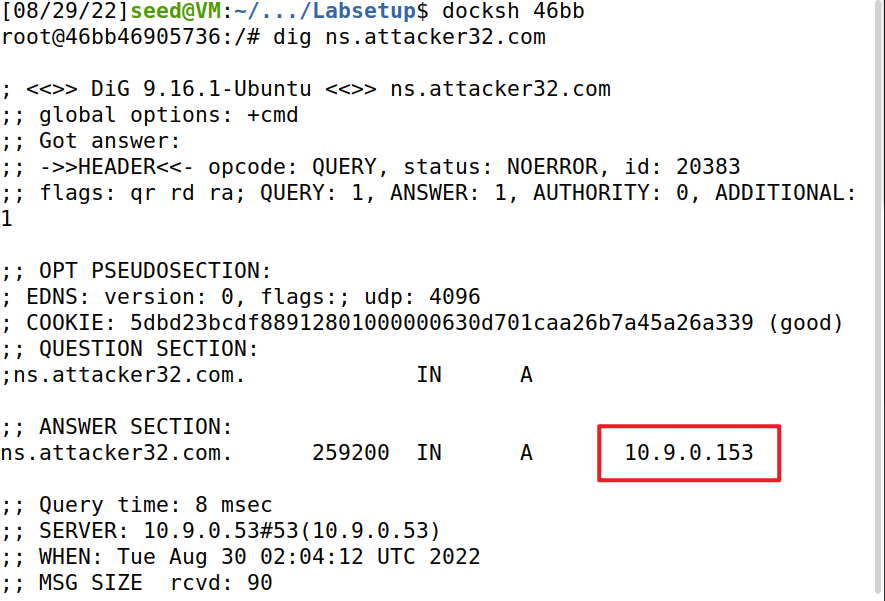 [08/29/22]seed@VM:~/.../Labsetup$ docksh 46bb
root@46bb46905736:/# dig ns.attacker32.com

; <<>> DiG 9.16.1-Ubuntu <<>> ns.attacker32.com
;; global options: +cmd
;; Got answer:
;; ->>HEADER<<- opcode: QUERY, status: NOERROR, id: 20383
;; flags: qr rd ra; QUERY: 1, ANSWER: 1, AUTHORITY: 0, ADDITIONAL:
1

;; OPT PSEUDOSECTION:
; EDNS: version: 0, flags:; udp: 4096
; COOKIE: 5dbd23bcdf88912801000000630d701caa26b7a45a26a339 (good)
;; QUESTION SECTION:
;ns.attacker32.com.		IN	A

;; ANSWER SECTION:
ns.attacker32.com.	259200	IN	A	10.9.0.153

;; Query time: 8 msec
;; SERVER: 10.9.0.53#53(10.9.0.53)
;; WHEN: Tue Aug 30 02:04:12 UTC 2022
;; MSG SIZE  rcvd: 90